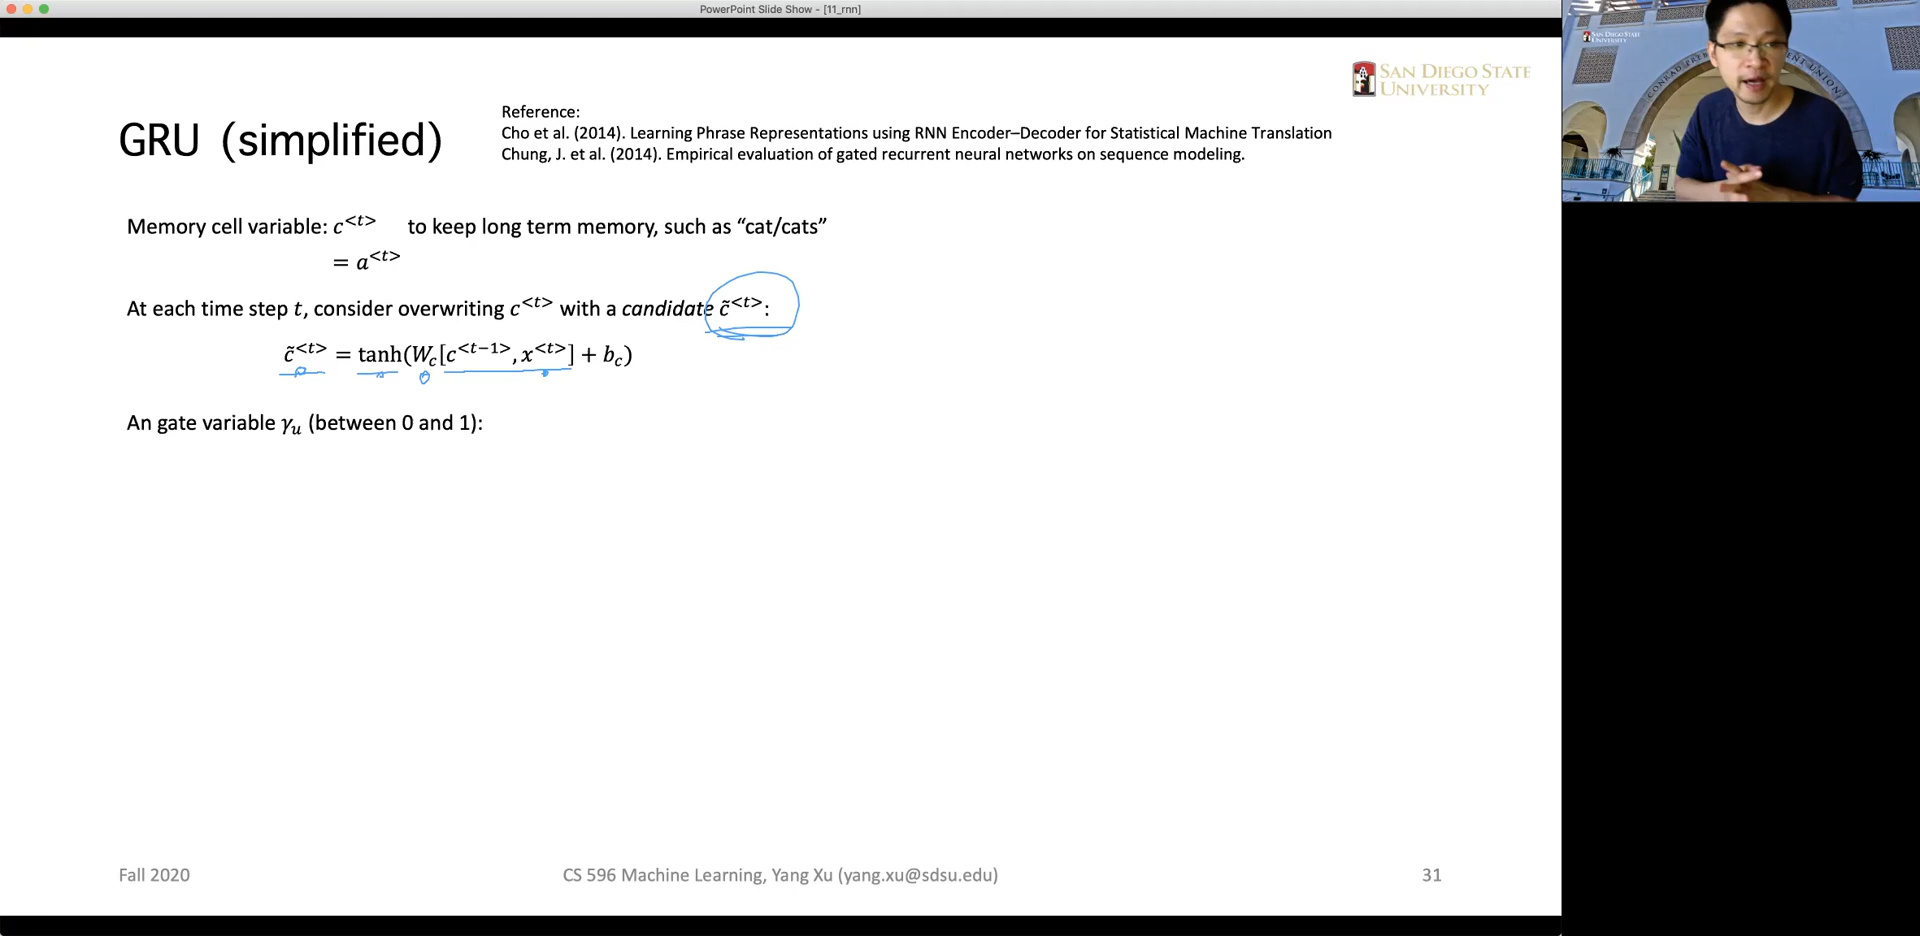 PowerPoint Slide Show - [11_rnn]
SAN DIEGO STATE
UNIVERSITY
SAN DIEGO STATE
UNIVERSITY
GRU (simplified)
Reference:
Cho et al. (2014). Learning Phrase Representations using RNN Encoder–Decoder for Statistical Machine Translation
Chung, J. et al. (2014). Empirical evaluation of gated recurrent neural networks on sequence modeling.
Memory cell variable: c<t> to keep long term memory, such as “cat/cats”
= a<t>
At each time step t, consider overwriting c<t> with a candidate c̃<t>:
c̃<t> = tanh(Wc[c<t−1>, x<t>] + bc)
An gate variable γu (between 0 and 1):
Fall 2020
CS 596 Machine Learning, Yang Xu (yang.xu@sdsu.edu)
31